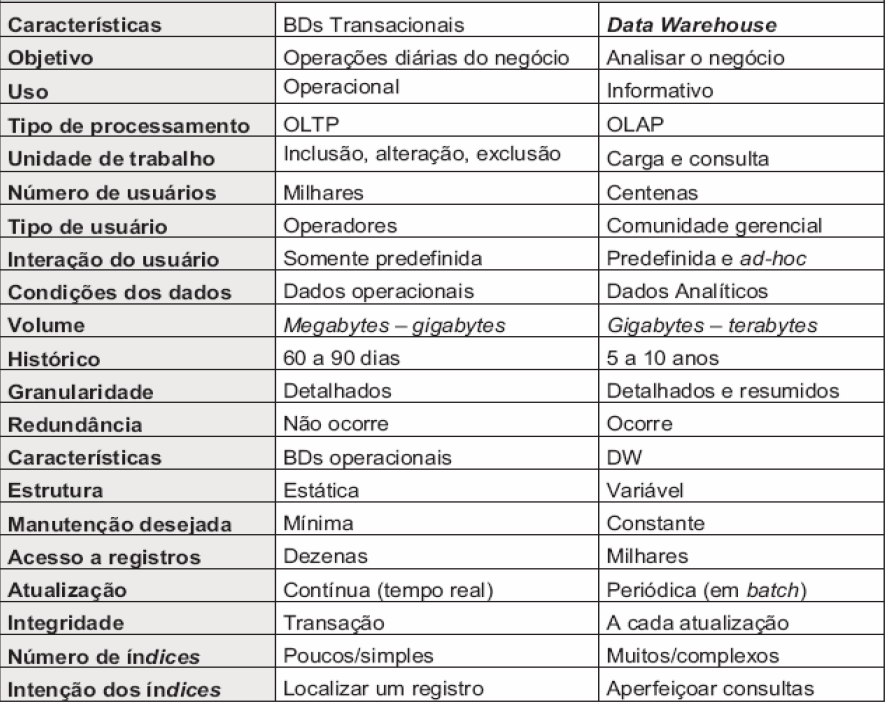 Características BDs Transacionais Data Warehouse
Objetivo Operações diárias do negócio Analisar o negócio
Uso Operacional Informativo
Tipo de processamento OLTP OLAP
Unidade de trabalho Inclusão, alteração, exclusão Carga e consulta
Número de usuários Milhares Centenas
Tipo de usuário Operadores Comunidade gerencial
Interação do usuário Somente predefinida Predefinida e ad-hoc
Condições dos dados Dados operacionais Dados Analíticos
Volume Megabytes – gigabytes Gigabytes – terabytes
Histórico 60 a 90 dias 5 a 10 anos
Granularidade Detalhados Detalhados e resumidos
Redundância Não ocorre Ocorre
Características BDs operacionais DW
Estrutura Estática Variável
Manutenção desejada Mínima Constante
Acesso a registros Dezenas Milhares
Atualização Contínua (tempo real) Periódica (em batch)
Integridade Transação A cada atualização
Número de índices Poucos/simples Muitos/complexos
Intenção dos índices Localizar um registro Aperfeiçoar consultas